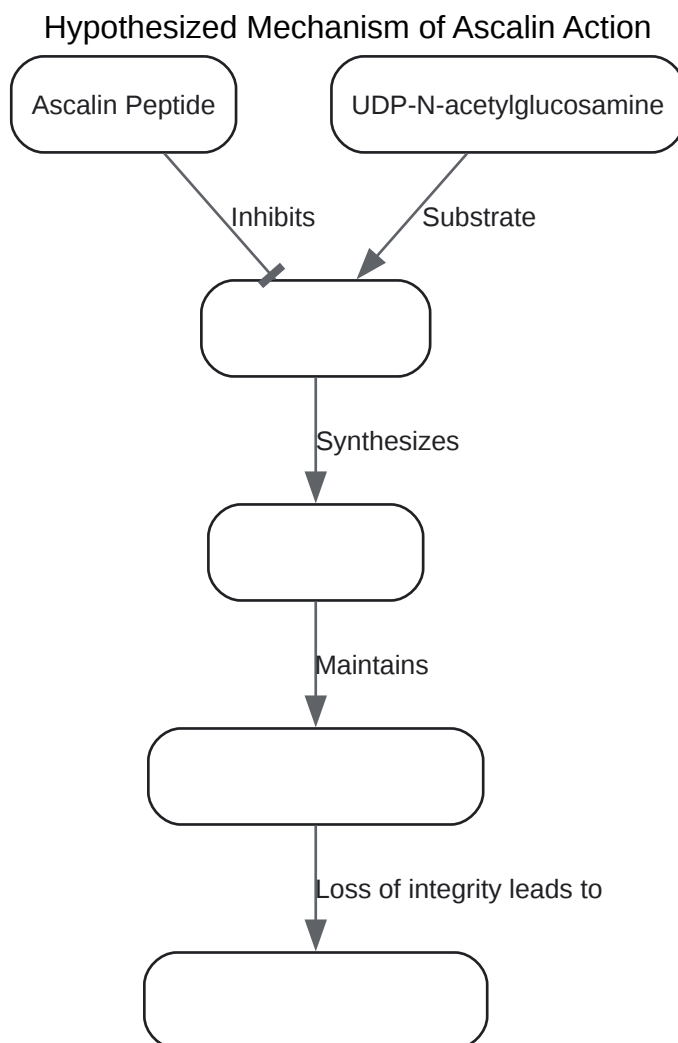 Hypothesized Mechanism of Ascalin Action
Ascalin Peptide
UDP-N-acetylglucosamine
Inhibits
Substrate
Synthesizes
Maintains
Loss of integrity leads to